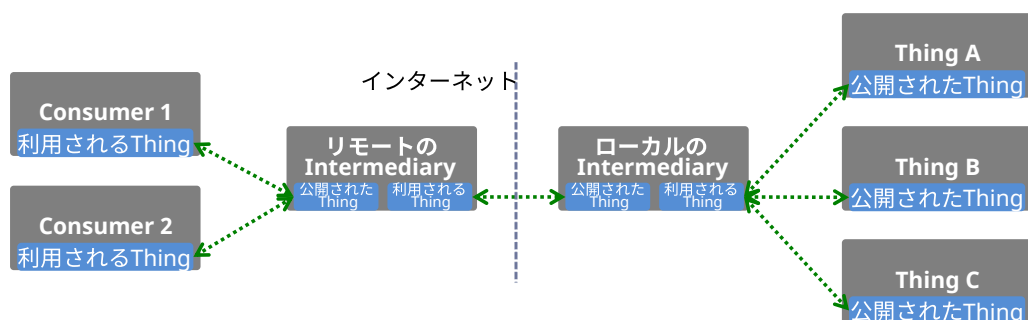 インターネット
Consumer 1
利用されるThing
Consumer 2
利用されるThing
リモートの
Intermediary
公開された
Thing
利用される
Thing
ローカルの
Intermediary
公開された
Thing
利用される
Thing
Thing A
公開されたThing
Thing B
公開されたThing
Thing C
公開されたThing